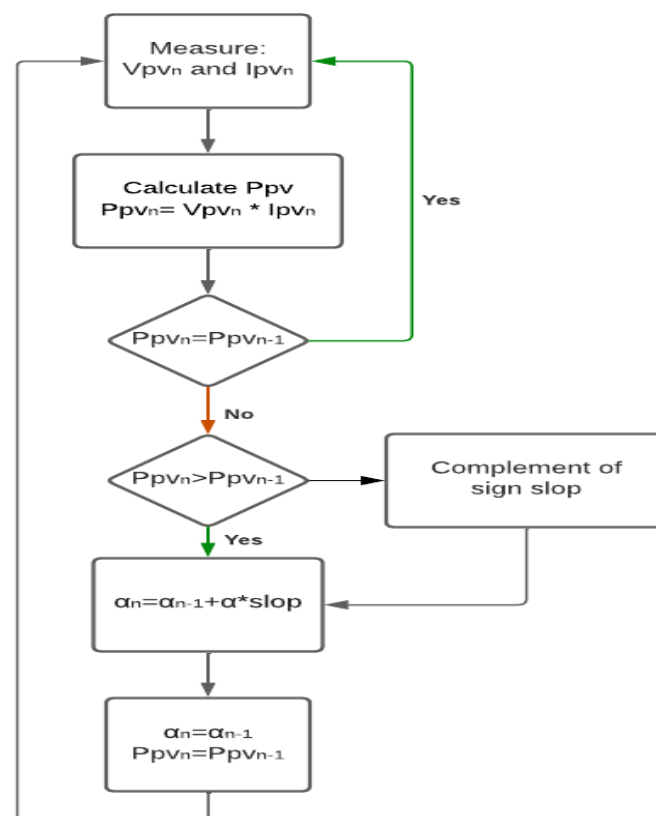 Measure:
Vpvₙ and Ipvₙ
Calculate Ppv
Ppvₙ= Vpvₙ * Ipvₙ
Yes
Ppvₙ=Ppvₙ₋₁
No
Ppvₙ>Ppvₙ₋₁
Complement of
sign slop
Yes
αₙ=αₙ₋₁+α*slop
αₙ=αₙ₋₁
Ppvₙ=Ppvₙ₋₁